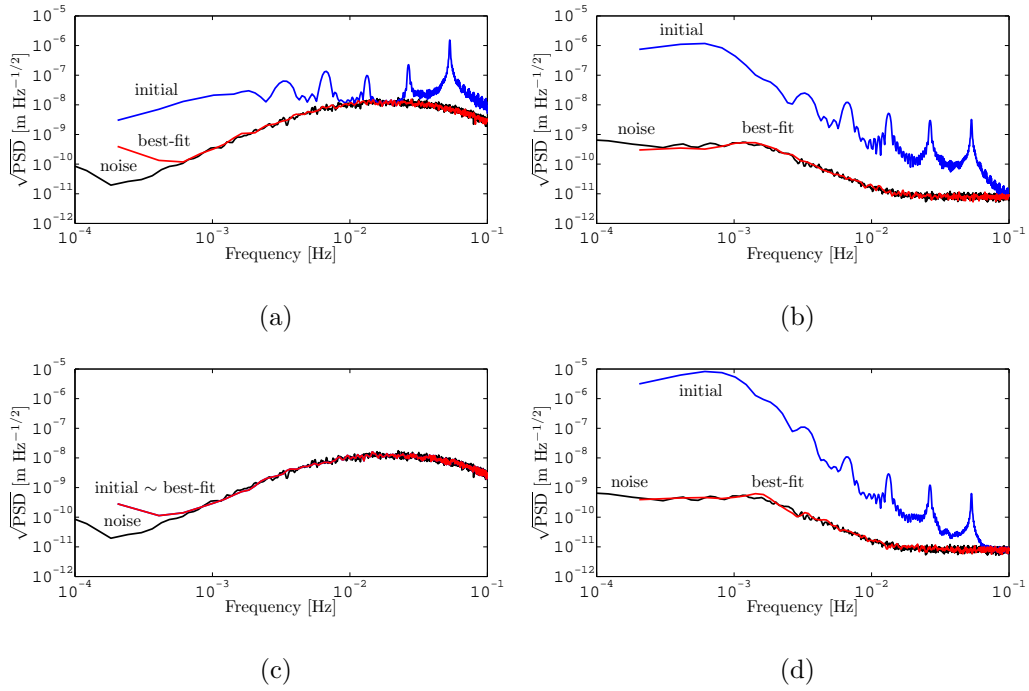 10⁻⁵
10⁻⁶
10⁻⁷
10⁻⁸
10⁻⁹
10⁻¹⁰
10⁻¹¹
10⁻¹²
√PSD [m Hz⁻¹/²]
initial
best-fit
noise
10⁻⁴ 10⁻³ 10⁻² 10⁻¹
Frequency [Hz]
(a)
10⁻⁵
10⁻⁶
10⁻⁷
10⁻⁸
10⁻⁹
10⁻¹⁰
10⁻¹¹
10⁻¹²
√PSD [m Hz⁻¹/²]
initial
noise
best-fit
10⁻⁴ 10⁻³ 10⁻² 10⁻¹
Frequency [Hz]
(b)
10⁻⁵
10⁻⁶
10⁻⁷
10⁻⁸
10⁻⁹
10⁻¹⁰
10⁻¹¹
10⁻¹²
√PSD [m Hz⁻¹/²]
initial ∼ best-fit
noise
10⁻⁴ 10⁻³ 10⁻² 10⁻¹
Frequency [Hz]
(c)
10⁻⁵
10⁻⁶
10⁻⁷
10⁻⁸
10⁻⁹
10⁻¹⁰
10⁻¹¹
10⁻¹²
√PSD [m Hz⁻¹/²]
initial
noise
best-fit
10⁻⁴ 10⁻³ 10⁻² 10⁻¹
Frequency [Hz]
(d)